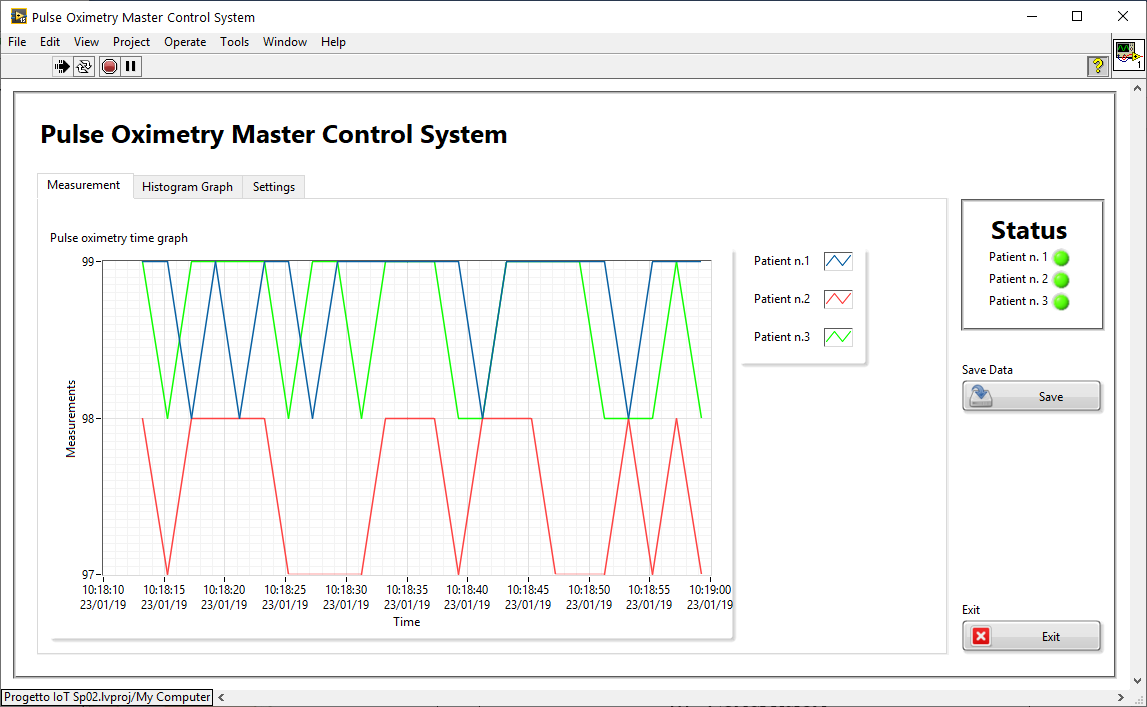 Pulse Oximetry Master Control System
File Edit View Project Operate Tools Window Help
?
1
Pulse Oximetry Master Control System
Measurement Histogram Graph Settings
Pulse oximetry time graph
99
98
97
Measurements
10:18:10 10:18:15 10:18:20 10:18:25 10:18:30 10:18:35 10:18:40 10:18:45 10:18:50 10:18:55 10:19:00
23/01/19 23/01/19 23/01/19 23/01/19 23/01/19 23/01/19 23/01/19 23/01/19 23/01/19 23/01/19 23/01/19
Time
Patient n.1
Patient n.2
Patient n.3
Status
Patient n. 1
Patient n. 2
Patient n. 3
Save Data
Save
Exit
Exit
Progetto IoT Sp02.lvproj/My Computer